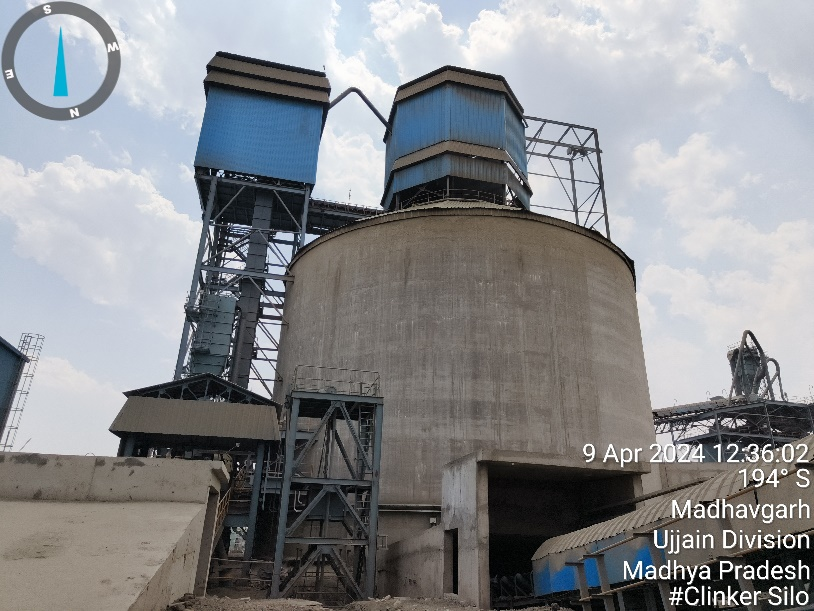 S
W
E
N
9 Apr 2024 12:36:02
194° S
Madhavgarh
Ujjain Division
Madhya Pradesh
#Clinker Silo